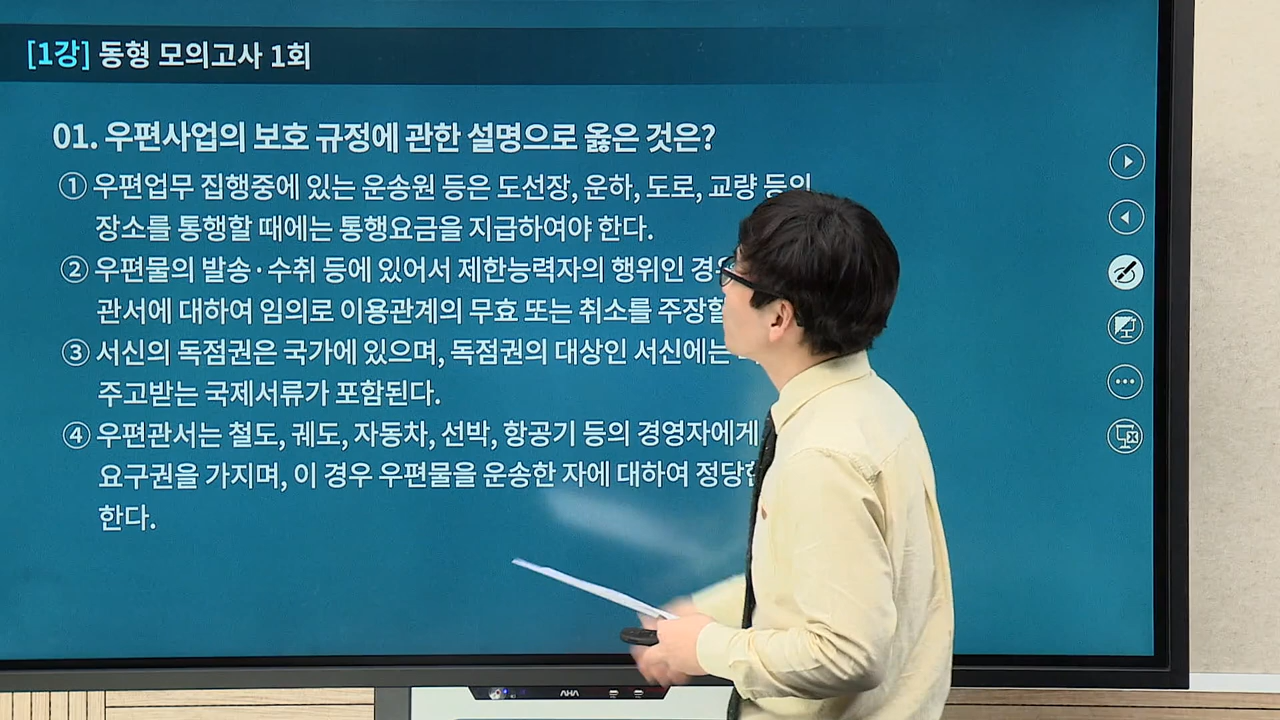 [1강] 동형 모의고사 1회
01. 우편사업의 보호 규정에 관한 설명으로 옳은 것은?
① 우편업무 집행중에 있는 운송원 등은 도선장, 운하, 도로, 교량 등의
장소를 통행할 때에는 통행요금을 지급하여야 한다.
② 우편물의 발송·수취 등에 있어서 제한능력자의 행위인
관서에 대하여 임의로 이용관계의 무효 또는 취소를
③ 서신의 독점권은 국가에 있으며, 독점권의 대상인 서신에는
주고받는 국제서류가 포함된다.
④ 우편관서는 철도, 궤도, 자동차, 선박, 항공기 등의 경영자에게
요구권을 가지며, 이 경우 우편물을 운송한 자에 대하여
한다.
AHA